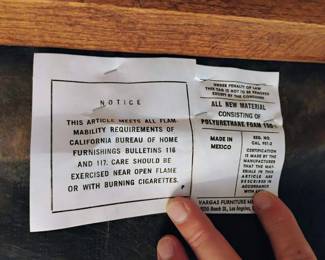 NOTICE
THIS ARTICLE MEETS ALL FLAM
MABILITY REQUIREMENTS OF
CALIFORNIA BUREAU OF HOME
FURNISHINGS BULLETINS 116
AND 117. CARE SHOULD BE
EXERCISED NEAR OPEN FLAME
OR WITH BURNING CIGARETTES.
UNDER PENALTY OF LAW
THIS TAG IS NOT TO BE REMOVED
EXCEPT BY THE CONSUMER
ALL NEW MATERIAL
CONSISTING OF
POLYURETHANE FOAM
MADE IN
MEXICO
REG. NO.
CERTIFICATION
IS MADE BY THE
MANUFACTURER
THAT THE MAT-
ERIALS IN THIS
ARTICLE ARE
DESCRIBED IN
ACCORDANCE
VARGAS FURNITURE
Los Angeles,